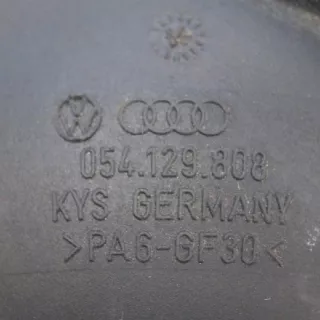 054.129.808
KYS GERMANY
>PA6-GF30<